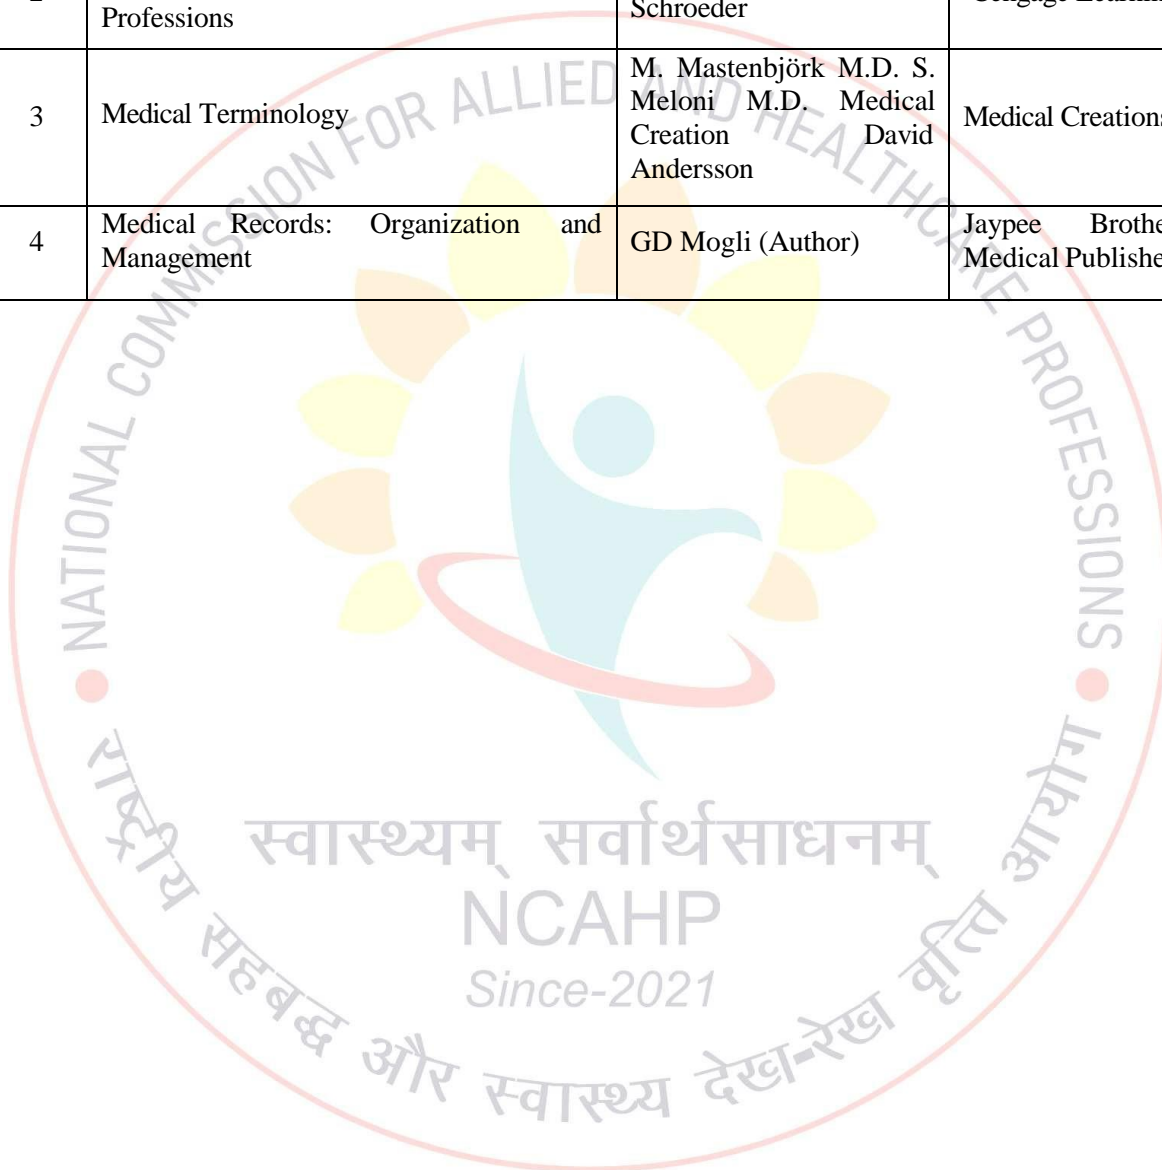 Professions
Schroeder
3
Medical Terminology
M. Mastenbjörk M.D. S.
Meloni M.D. Medical
Creation David
Andersson
Medical Creations
4
Medical Records: Organization and
Management
GD Mogli (Author)
Jaypee Brothe
Medical Publishe
NATIONAL COMMISSION FOR ALLIED AND HEALTHCARE PROFESSIONS
स्वास्थ्यम् सर्वार्थसाधनम्
NCAHP
Since-2021
राष्ट्रीय सहबद्ध और स्वास्थ्य देख-रेख वृत्ति आयोग